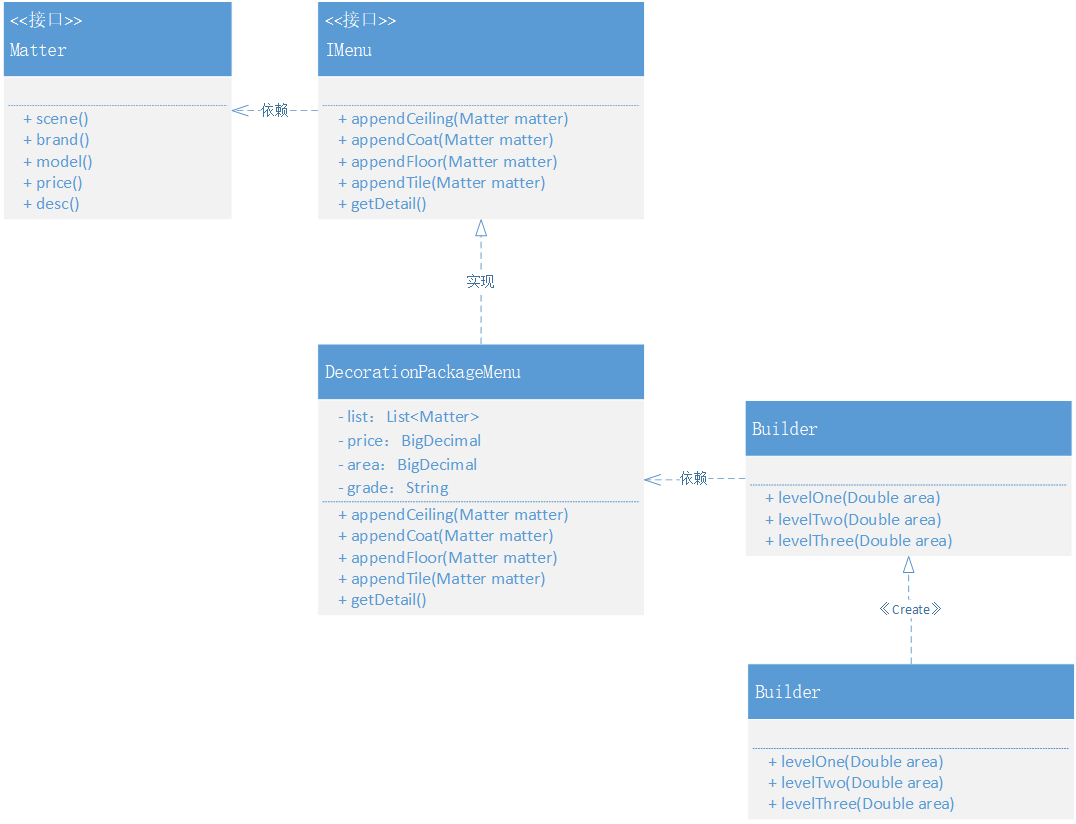 <<接口>>
Matter
+ scene()
+ brand()
+ model()
+ price()
+ desc()
依赖
<<接口>>
IMenu
+ appendCeiling(Matter matter)
+ appendCoat(Matter matter)
+ appendFloor(Matter matter)
+ appendTile(Matter matter)
+ getDetail()
实现
DecorationPackageMenu
- list：List<Matter>
- price：BigDecimal
- area：BigDecimal
- grade：String
+ appendCeiling(Matter matter)
+ appendCoat(Matter matter)
+ appendFloor(Matter matter)
+ appendTile(Matter matter)
+ getDetail()
依赖
Builder
+ levelOne(Double area)
+ levelTwo(Double area)
+ levelThree(Double area)
《Create》
Builder
+ levelOne(Double area)
+ levelTwo(Double area)
+ levelThree(Double area)